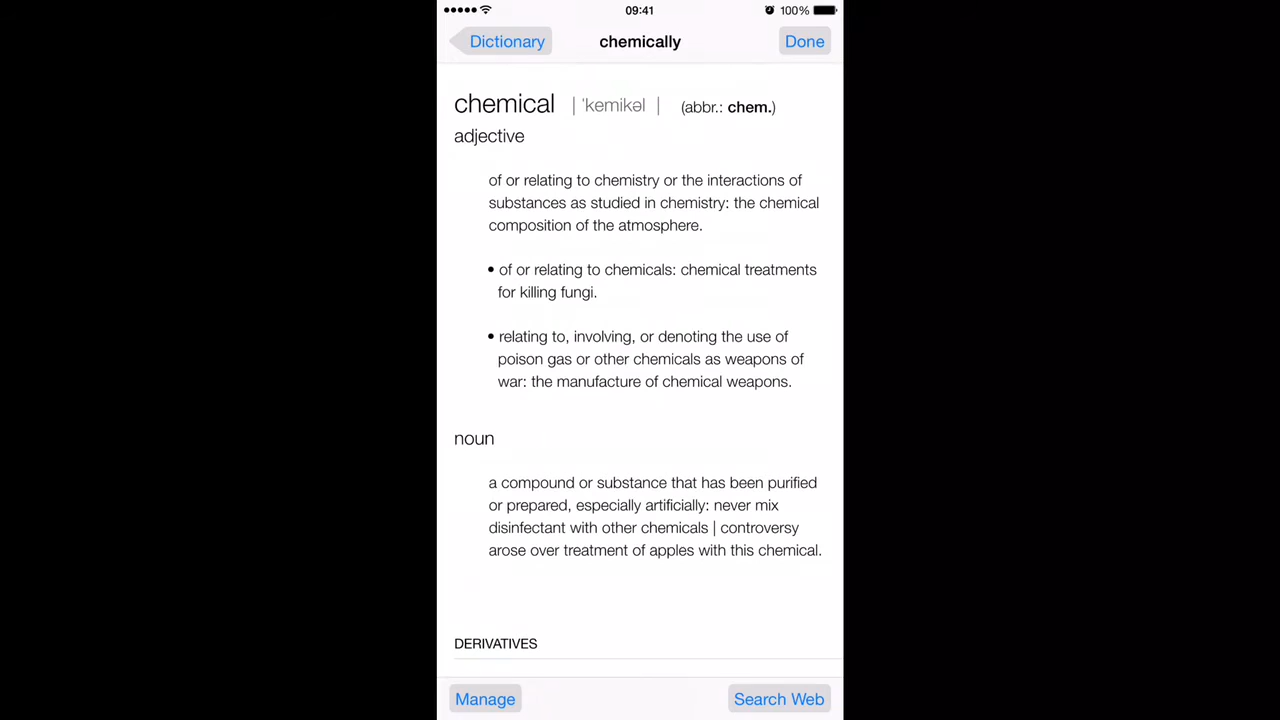 09:41
100%
Dictionary
chemically
Done
chemical | ˈkemikəl | (abbr.: chem.)
adjective
of or relating to chemistry or the interactions of
substances as studied in chemistry: the chemical
composition of the atmosphere.
• of or relating to chemicals: chemical treatments
for killing fungi.
• relating to, involving, or denoting the use of
poison gas or other chemicals as weapons of
war: the manufacture of chemical weapons.
noun
a compound or substance that has been purified
or prepared, especially artificially: never mix
disinfectant with other chemicals | controversy
arose over treatment of apples with this chemical.
DERIVATIVES
Manage
Search Web